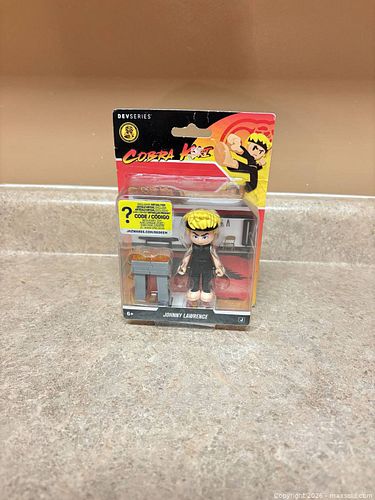 DEVSERIES
COBRA KAI
?
CODE / CÓDIGO
JAZWARES.COM/REDEEM
6+
JOHNNY LAWRENCE
Copyright 2026 - maxsold.com